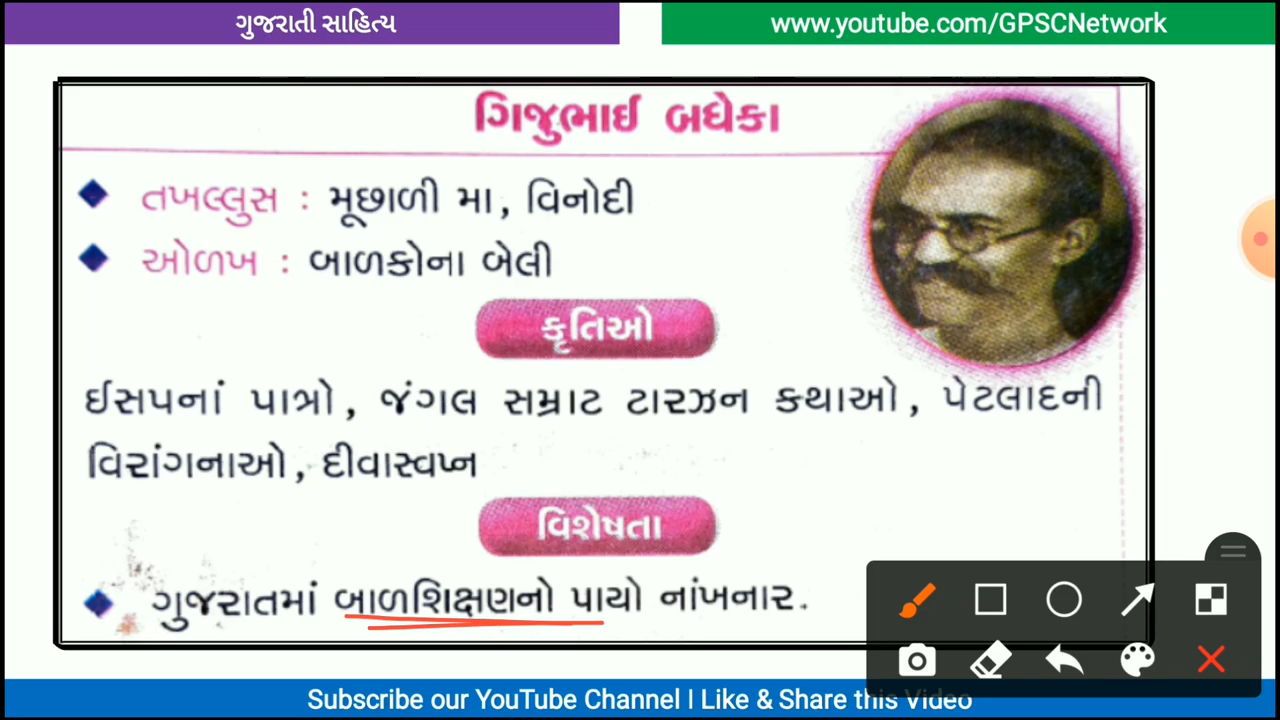 ગુજરાતી સાહિત્ય
www.youtube.com/GPSCNetwork
ગિજુભાઈ બધેકા
તખલ્લુસ : મૂછાળી મા, વિનોદી
ઓળખ : બાળકોના બેલી
કૃતિઓ
ઈસપનાં પાત્રો, જંગલ સમ્રાટ ટારઝન કથાઓ, પેટલાદની
વિરાંગનાઓ, દીવાસ્વપ્ન
વિશેષતા
ગુજરાતમાં બાળશિક્ષણનો પાયો નાંખનાર.
Subscribe our YouTube Channel | Like & Share this Video